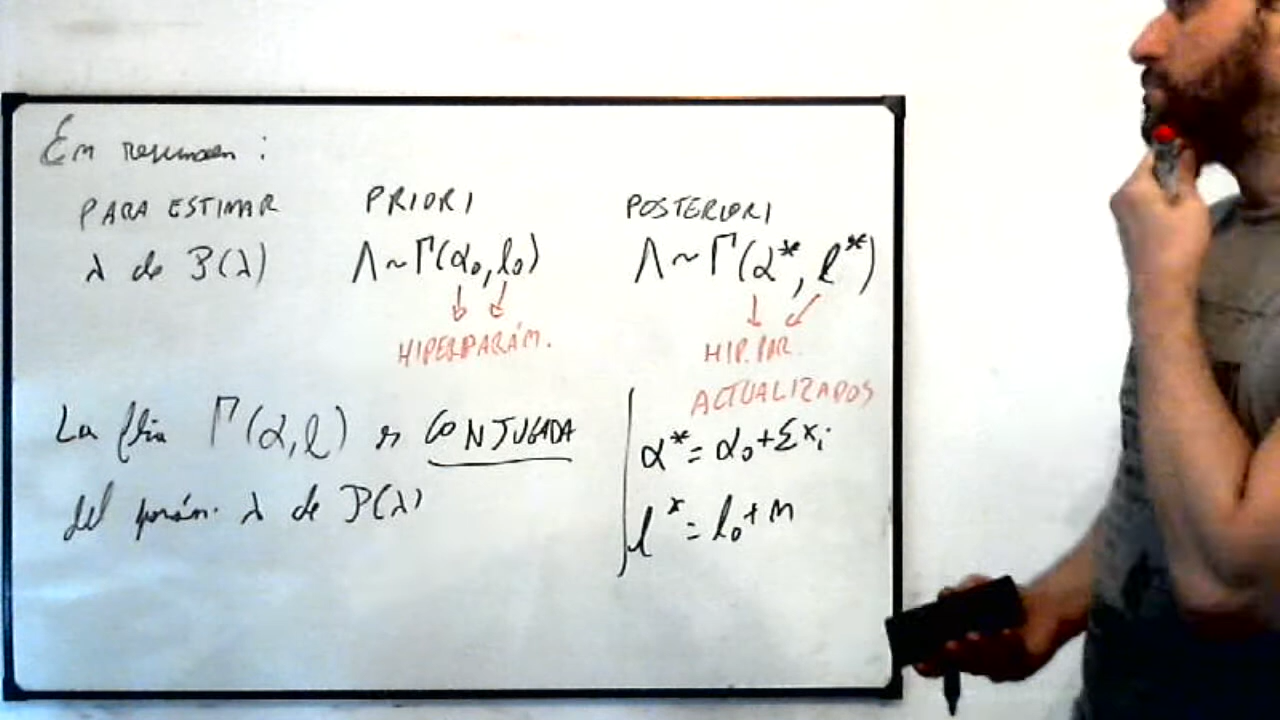 En resumen:
PARA ESTIMAR PRIORI POSTERIORI
λ de P(λ) Λ~Γ(α₀, l₀) Λ~Γ(α*, l*)
HIPERPARÁM. HIP. PAR.
ACTUALIZADOS
La flia Γ(α, l) es CONJUGADA
α* = α₀ + Σxᵢ
del parám. λ de P(λ)
l* = l₀ + n